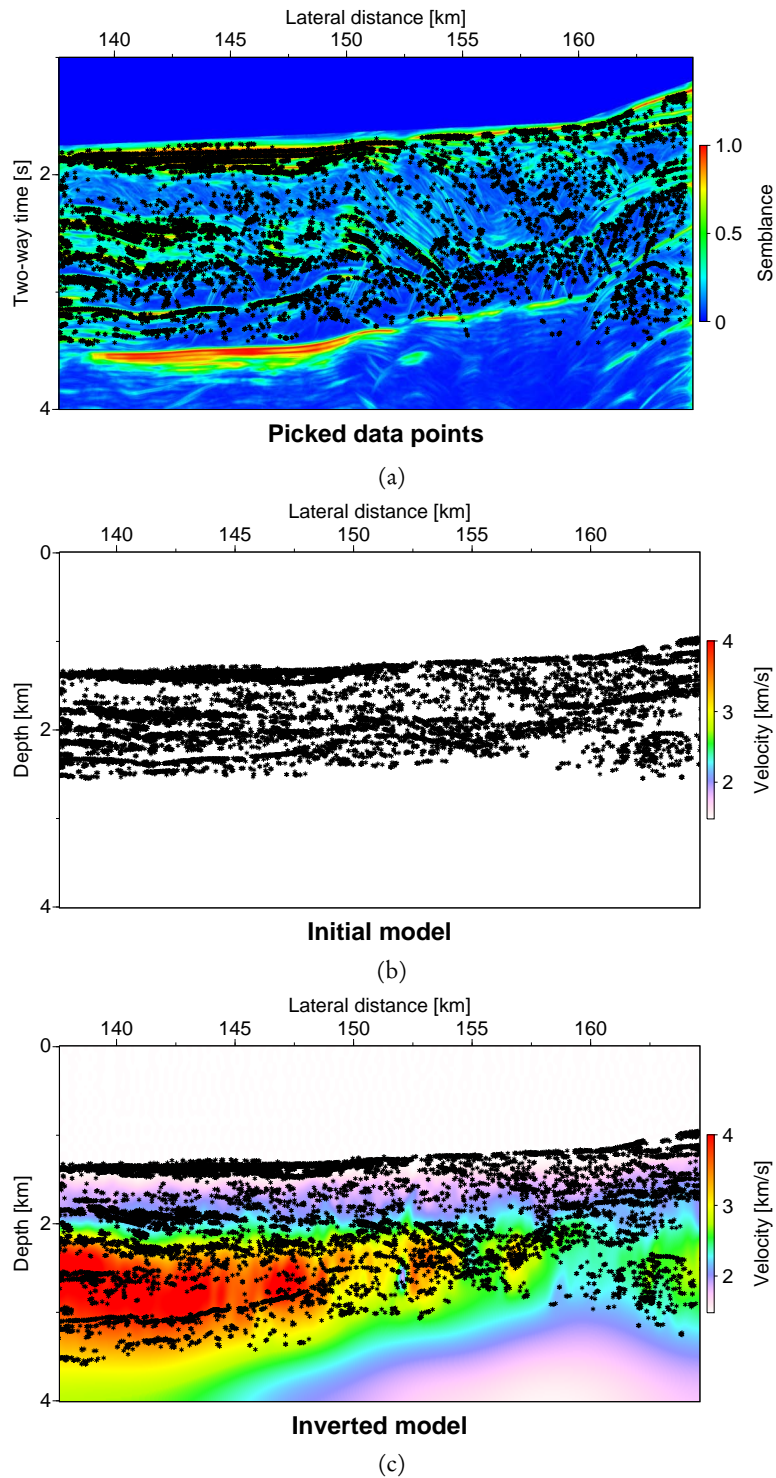 Lateral distance [km]
140 145 150 155 160
Two-way time [s]
2
4
1.0
0.5
0
Semblance
Picked data points
(a)
Lateral distance [km]
140 145 150 155 160
0
2
4
Depth [km]
4
3
2
Velocity [km/s]
Initial model
(b)
Lateral distance [km]
140 145 150 155 160
0
2
4
Depth [km]
4
3
2
Velocity [km/s]
Inverted model
(c)